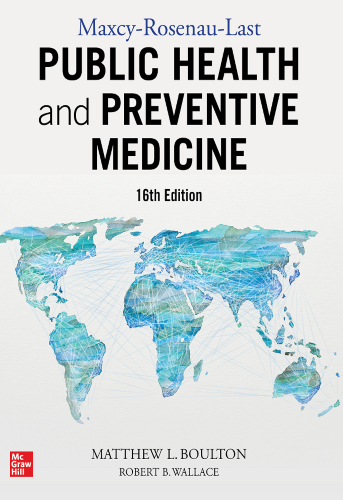 Maxcy-Rosenau-Last
PUBLIC HEALTH
and PREVENTIVE
MEDICINE
16th Edition
Mc
Graw
Hill
MATTHEW L. BOULTON
ROBERT B. WALLACE